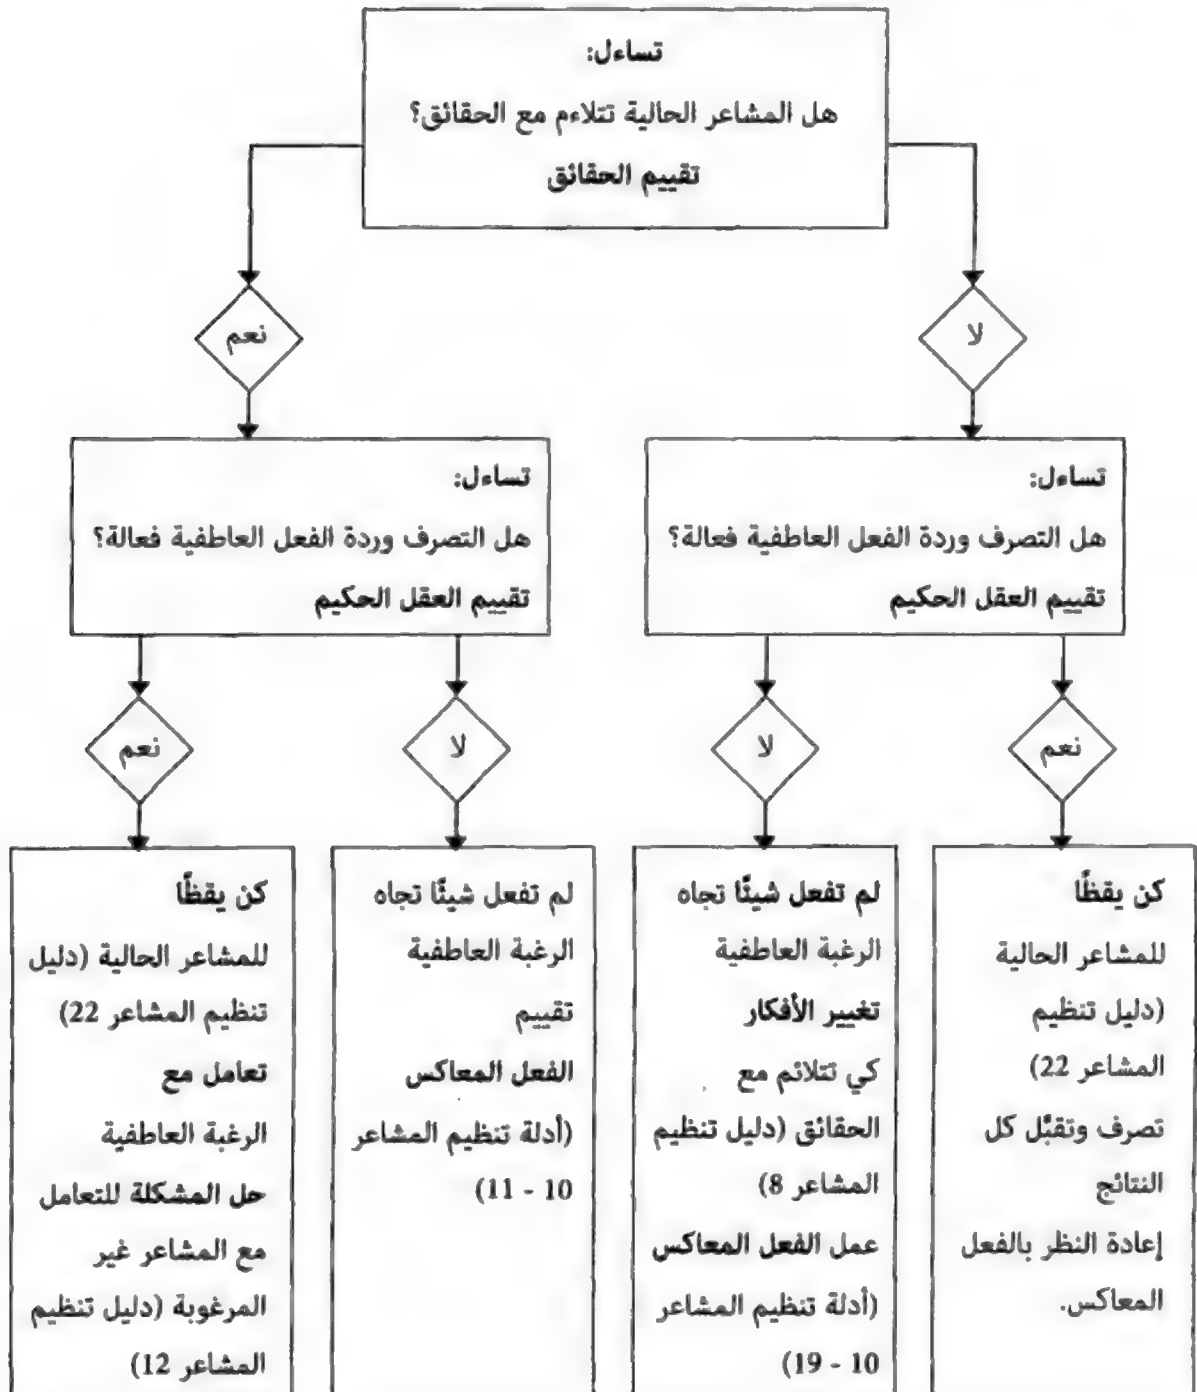 تساءل:
هل المشاعر الحالية تتلاءم مع الحقائق؟
تقييم الحقائق
لا
نعم
تساءل:
هل التصرف وردة الفعل العاطفية فعالة؟
تقييم العقل الحكيم
تساءل:
هل التصرف وردة الفعل العاطفية فعالة؟
تقييم العقل الحكيم
نعم
لا
لا
نعم
كن يقظًا
للمشاعر الحالية
(دليل تنظيم
المشاعر 22)
تصرف وتقبَّل كل
النتائج
إعادة النظر بالفعل
المعاكس.
لم تفعل شيئًا تجاه
الرغبة العاطفية
تغيير الأفكار
كي تتلائم مع
الحقائق (دليل تنظيم
المشاعر 8)
عمل الفعل المعاكس
(أدلة تنظيم المشاعر
10 - 19)
لم تفعل شيئًا تجاه
الرغبة العاطفية
تقييم
الفعل المعاكس
(أدلة تنظيم المشاعر
10 - 11)
كن يقظًا
للمشاعر الحالية (دليل
تنظيم المشاعر 22)
تعامل مع
الرغبة العاطفية
حل المشكلة للتعامل
مع المشاعر غير
المرغوبة (دليل تنظيم
المشاعر 12)